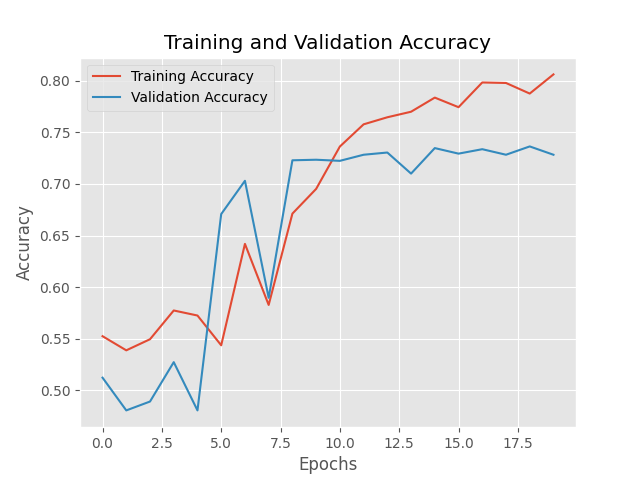 Training and Validation Accuracy
Training Accuracy
Validation Accuracy
Accuracy
0.80
0.75
0.70
0.65
0.60
0.55
0.50
0.0 2.5 5.0 7.5 10.0 12.5 15.0 17.5
Epochs